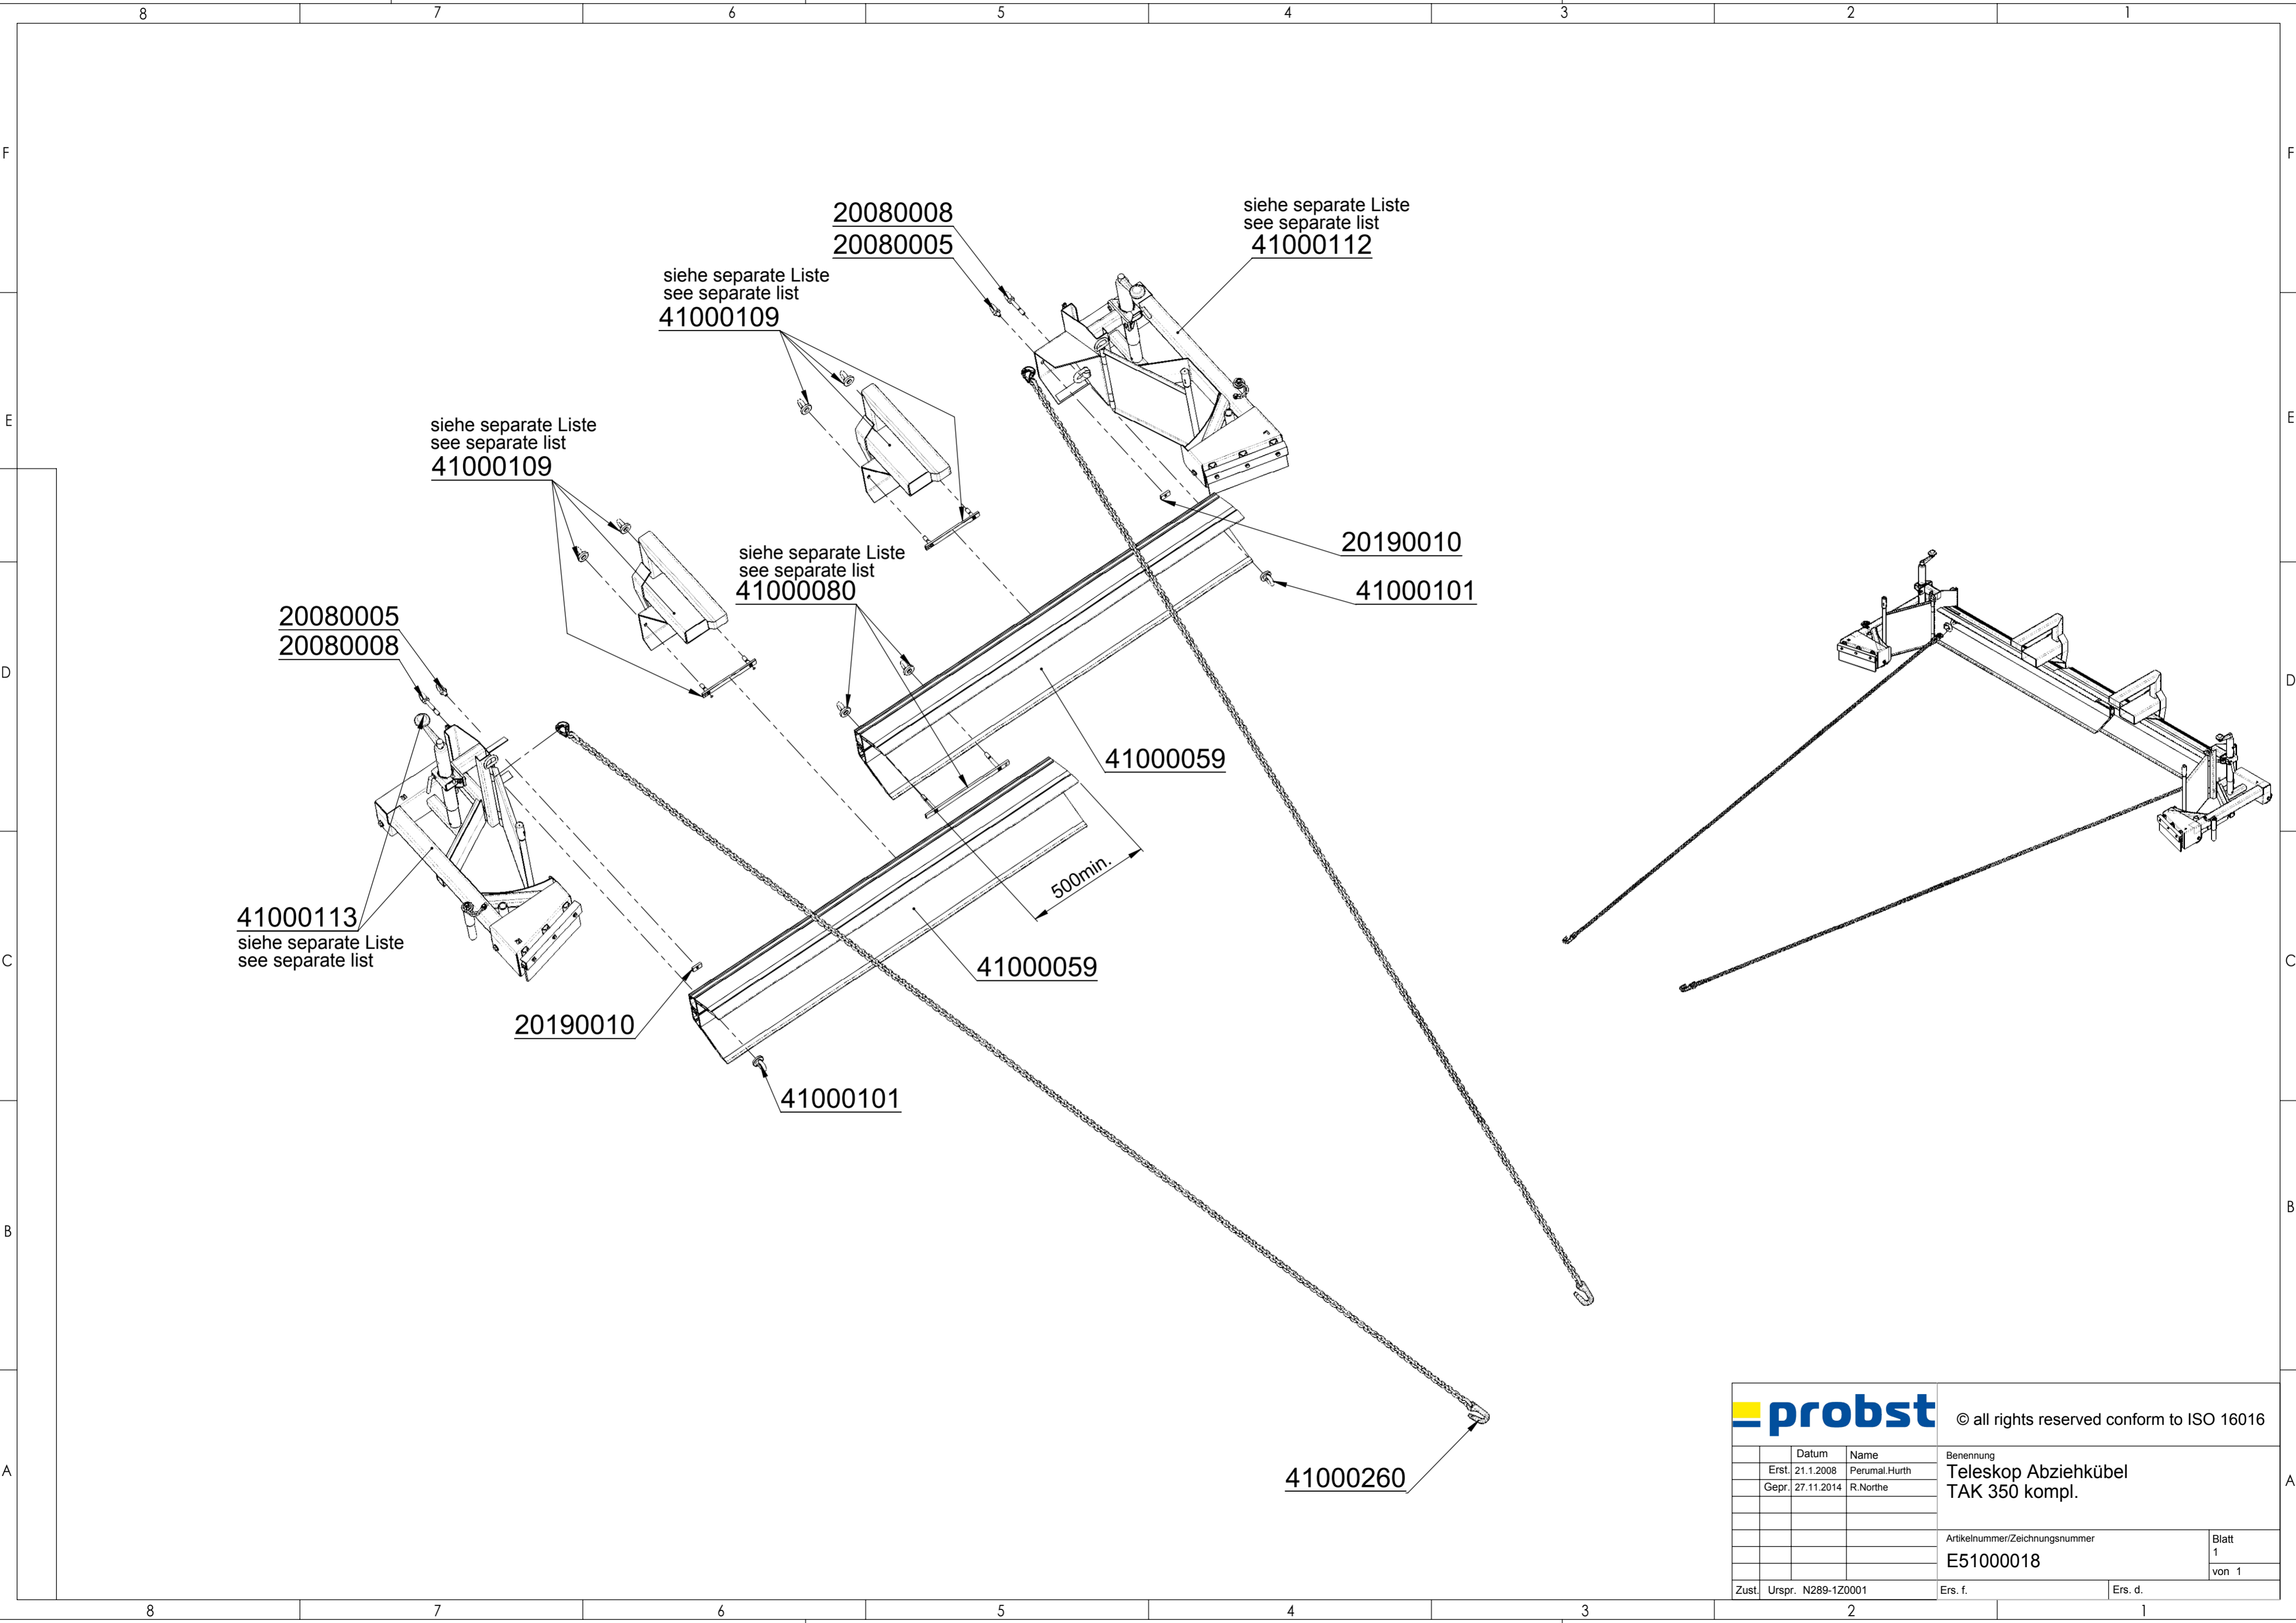 8 7 6 5 4 3 2 1
F F
20080008
20080005
siehe separate Liste
see separate list
41000112
siehe separate Liste
see separate list
41000109
E E
siehe separate Liste
see separate list
41000109
20190010
41000101
siehe separate Liste
see separate list
41000080
20080005
20080008
D D
41000059
500min.
41000113
siehe separate Liste
see separate list
C C
41000059
20190010
41000101
B B
41000260
A A
probst
© all rights reserved conform to ISO 16016
Datum Name
Erst. 21.1.2008 Perumal.Hurth
Gepr. 27.11.2014 R.Northe
Benennung
Teleskop Abziehkübel
TAK 350 kompl.
Artikelnummer/Zeichnungsnummer
E51000018
Blatt
1
von 1
Zust. Urspr. N289-1Z0001 Ers. f. Ers. d.
8 7 6 5 4 3 2 1